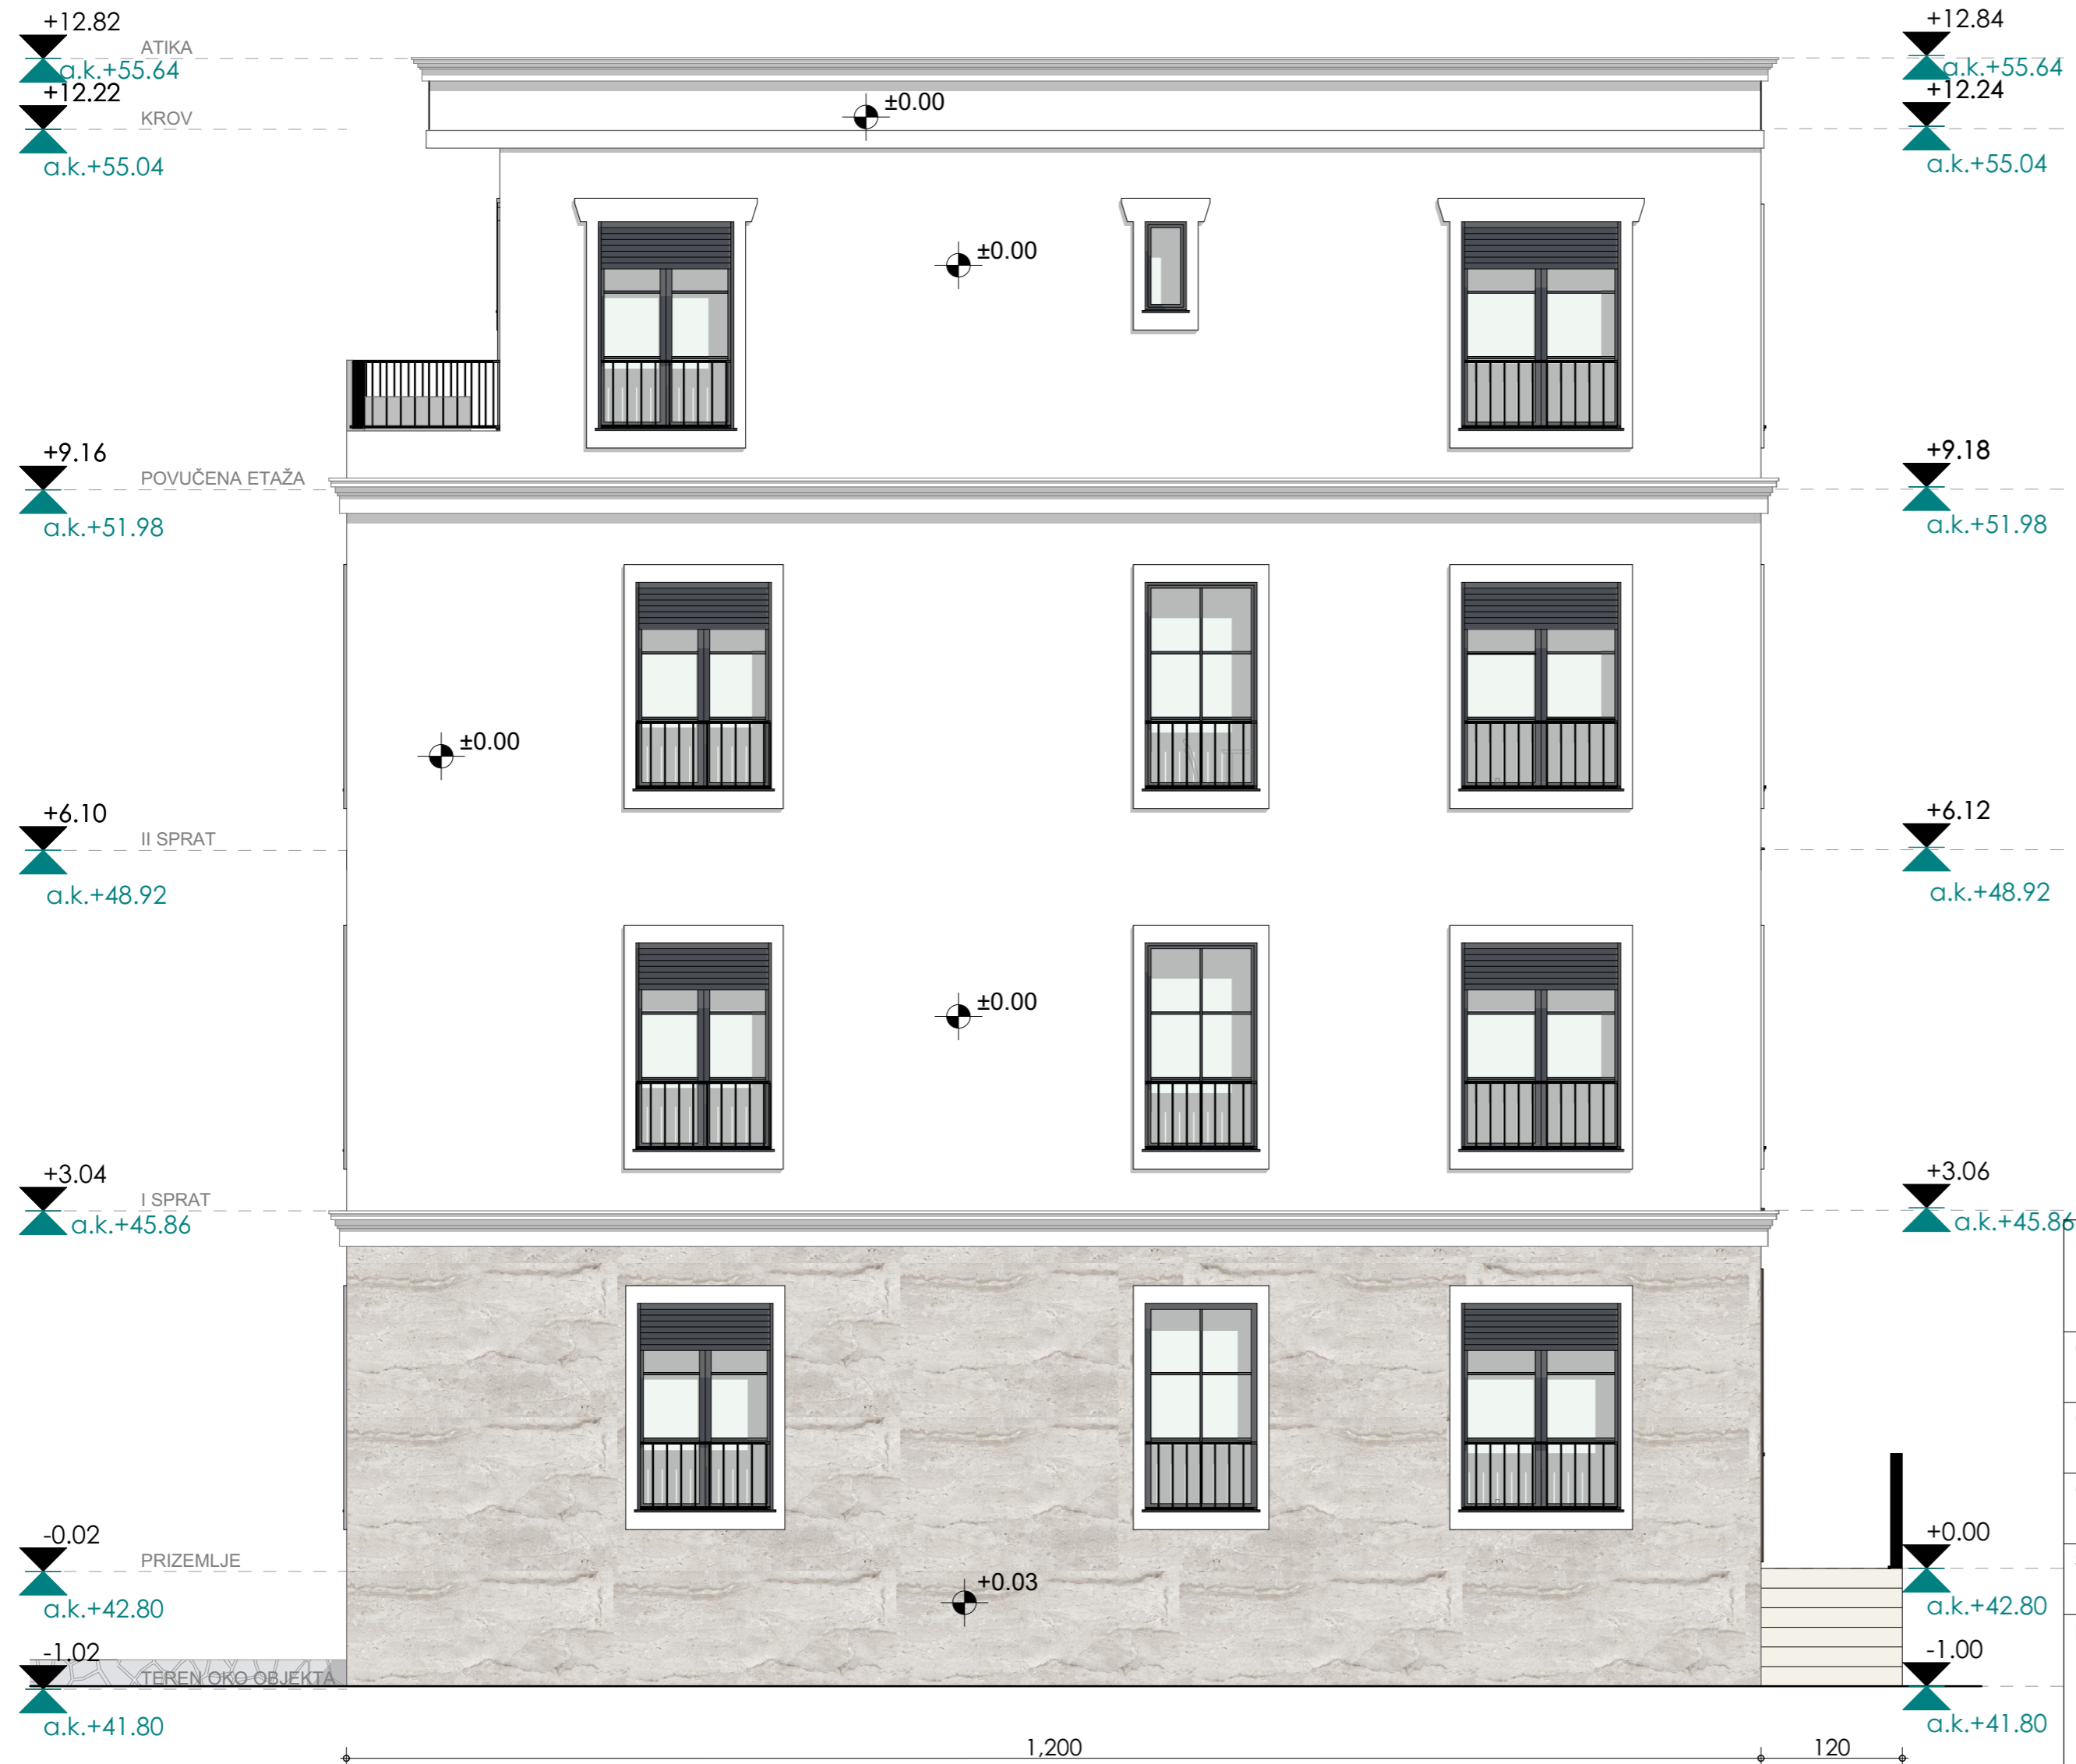 +12.82
ATIKA
a.k.+55.64
+12.84
a.k.+55.64
+12.22
KROV
a.k.+55.04
±0.00
+12.24
a.k.+55.04
±0.00
+9.16
POVUČENA ETAŽA
a.k.+51.98
+9.18
a.k.+51.98
±0.00
+6.10
II SPRAT
a.k.+48.92
+6.12
a.k.+48.92
±0.00
+3.04
I SPRAT
a.k.+45.86
+3.06
a.k.+45.86
-0.02
PRIZEMLJE
a.k.+42.80
+0.03
+0.00
a.k.+42.80
-1.02
TEREN OKO OBJEKTA
a.k.+41.80
-1.00
a.k.+41.80
1,200
120